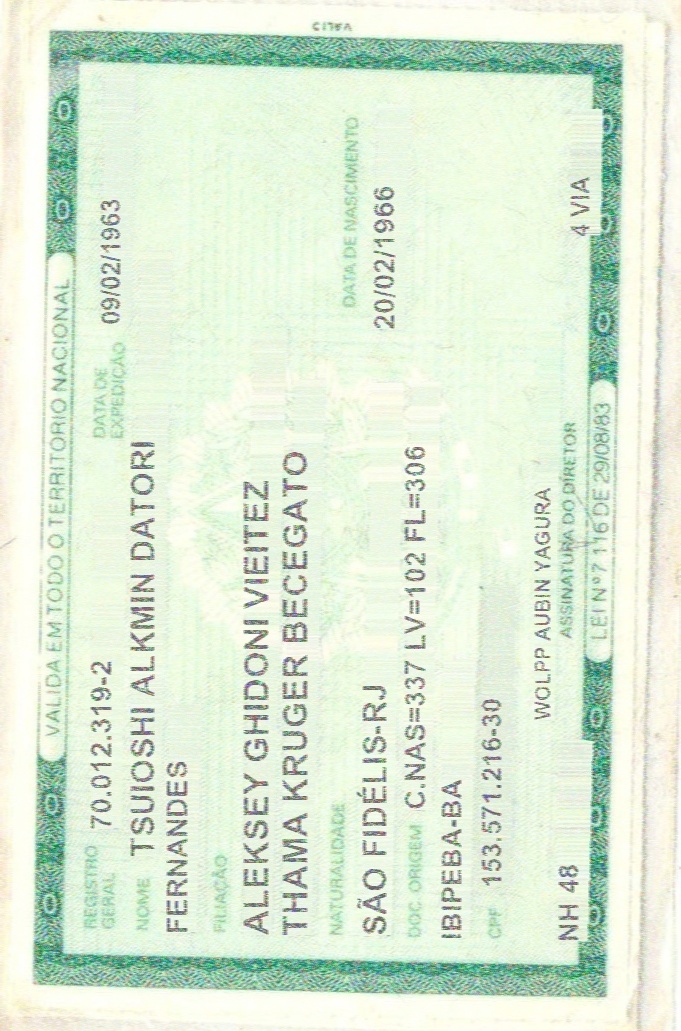 VALIDA EM TODO O TERRITÓRIO NACIONAL
REGISTRO GERAL 70.012.319-2 DATA DE EXPEDIÇÃO 09/02/1963
NOME TSUIOSHI ALKMIN DATORI
FERNANDES
FILIAÇÃO
ALEKSEY GHIDONI VIEITEZ
THAMA KRUGER BECEGATO
NATURALIDADE DATA DE NASCIMENTO
SÃO FIDÉLIS-RJ 20/02/1966
DOC ORIGEM C.NAS=337 LV=102 FL=306
IBIPEBA-BA
CPF 153.571.216-30
WOLPP AUBIN YAGURA
NH 48 ASSINATURA DO DIRETOR 4 VIA
LEI Nº 7 116 DE 29/08/83